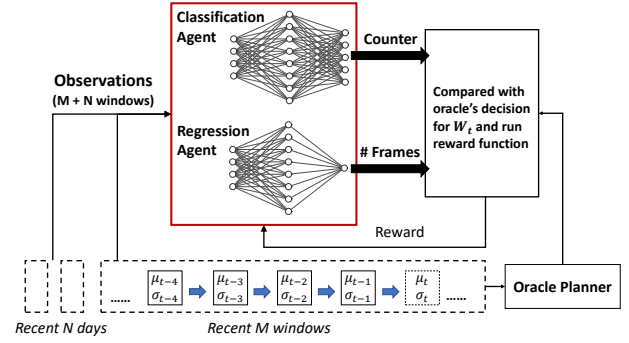 Classification
Agent
Counter
Observations
(M + N windows)
Compared with
oracle's decision
for W_t and run
reward function
Regression
Agent
# Frames
Reward
μ_{t−4} μ_{t−3} μ_{t−2} μ_{t−1} μ_t
...... σ_{t−4} σ_{t−3} σ_{t−2} σ_{t−1} σ_t ......
Oracle Planner
Recent N days Recent M windows